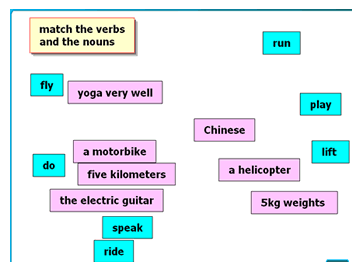 match the verbs
and the nouns
run
fly
yoga very well
play
Chinese
lift
a motorbike
do
five kilometers
a helicopter
the electric guitar
5kg weights
speak
ride